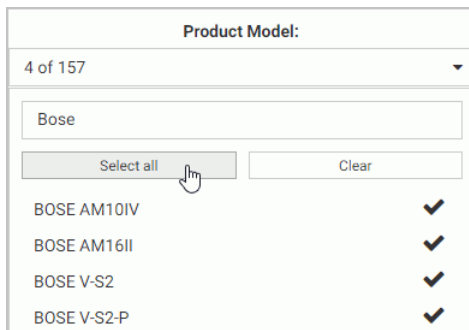 Product Model:
4 of 157
Bose
Select all
Clear
BOSE AM10IV
BOSE AM16II
BOSE V-S2
BOSE V-S2-P